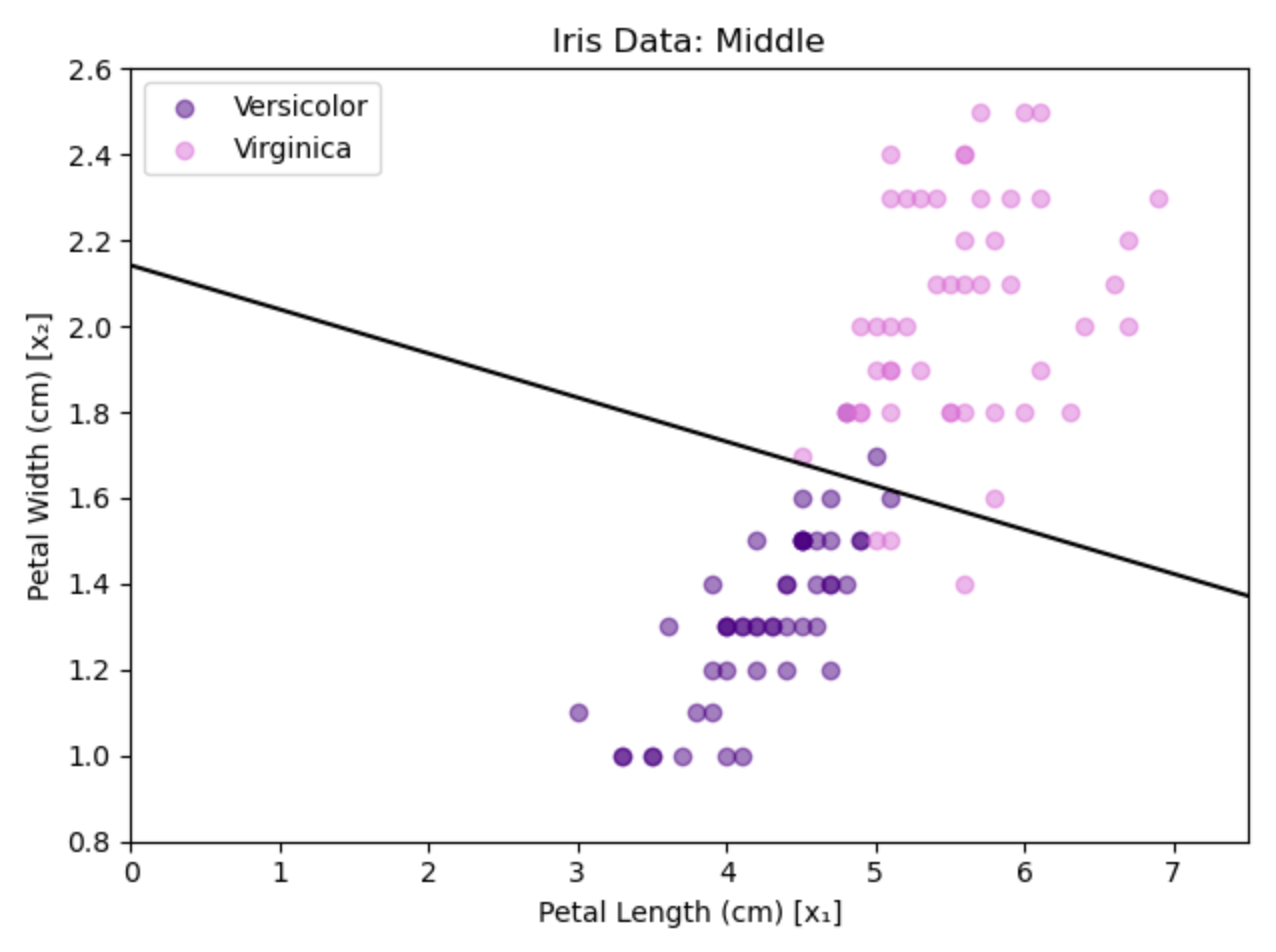 Iris Data: Middle
Versicolor
Virginica
2.6
2.4
2.2
2.0
1.8
1.6
1.4
1.2
1.0
0.8
Petal Width (cm) [x₂]
0 1 2 3 4 5 6 7
Petal Length (cm) [x₁]